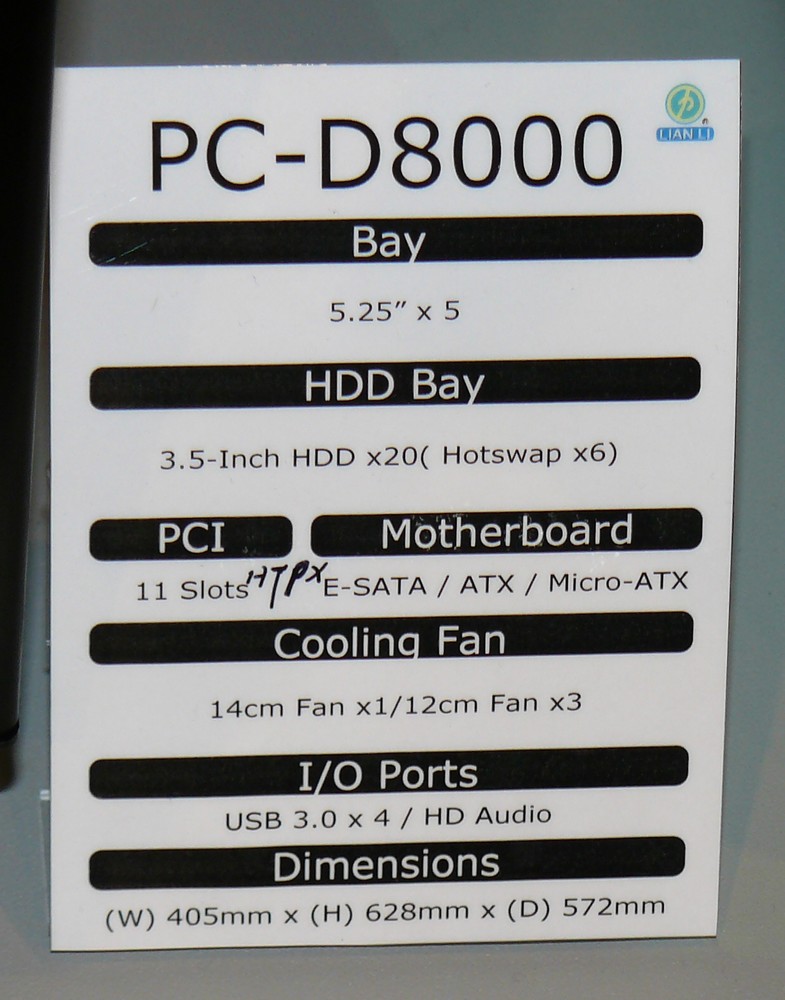 PC-D8000
LIAN LI
Bay
5.25” x 5
HDD Bay
3.5-Inch HDD x20( Hotswap x6)
PCI Motherboard
11 Slots HTPX E-SATA / ATX / Micro-ATX
Cooling Fan
14cm Fan x1/12cm Fan x3
I/O Ports
USB 3.0 x 4 / HD Audio
Dimensions
(W) 405mm x (H) 628mm x (D) 572mm